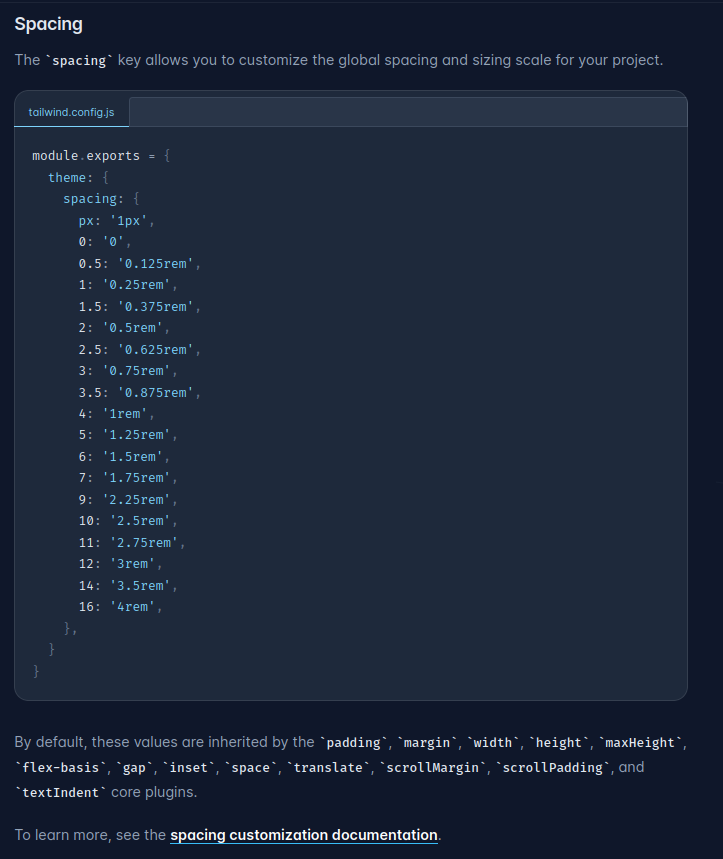 Spacing
The `spacing` key allows you to customize the global spacing and sizing scale for your project.
tailwind.config.js
module.exports = {
  theme: {
    spacing: {
      px: '1px',
      0: '0',
      0.5: '0.125rem',
      1: '0.25rem',
      1.5: '0.375rem',
      2: '0.5rem',
      2.5: '0.625rem',
      3: '0.75rem',
      3.5: '0.875rem',
      4: '1rem',
      5: '1.25rem',
      6: '1.5rem',
      7: '1.75rem',
      9: '2.25rem',
      10: '2.5rem',
      11: '2.75rem',
      12: '3rem',
      14: '3.5rem',
      16: '4rem',
    },
  }
}
By default, these values are inherited by the `padding`, `margin`, `width`, `height`, `maxHeight`,
`flex-basis`, `gap`, `inset`, `space`, `translate`, `scrollMargin`, `scrollPadding`, and
`textIndent` core plugins.
To learn more, see the spacing customization documentation.